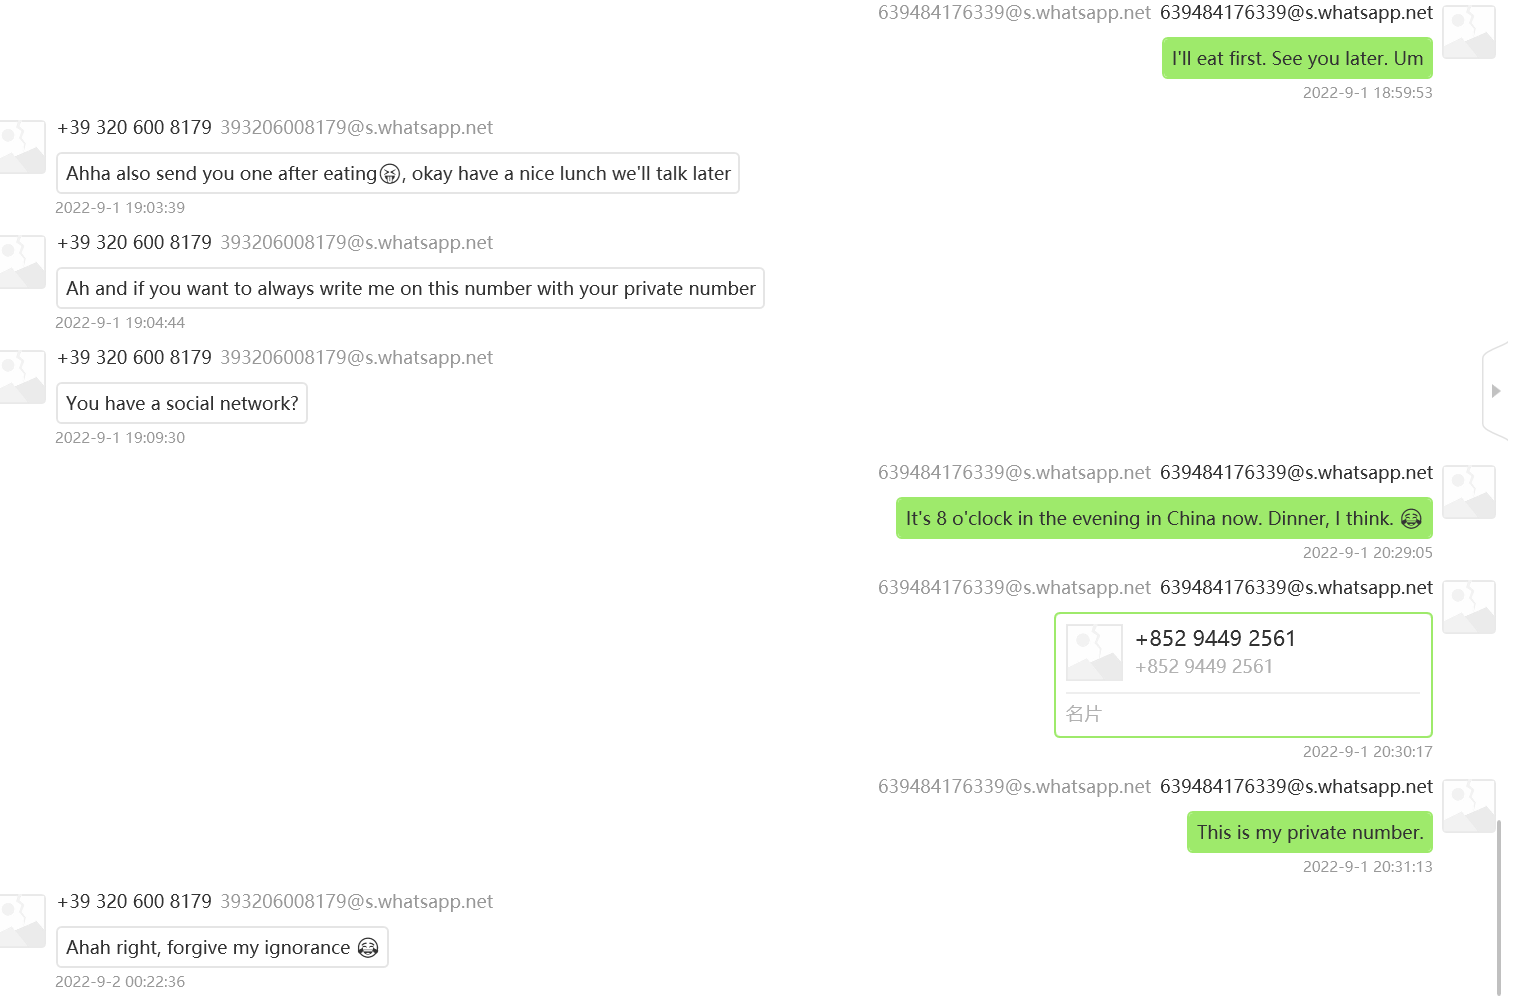 639484176339@s.whatsapp.net 639484176339@s.whatsapp.net
I'll eat first. See you later. Um
2022-9-1 18:59:53
+39 320 600 8179 393206008179@s.whatsapp.net
Ahha also send you one after eating😝, okay have a nice lunch we'll talk later
2022-9-1 19:03:39
+39 320 600 8179 393206008179@s.whatsapp.net
Ah and if you want to always write me on this number with your private number
2022-9-1 19:04:44
+39 320 600 8179 393206008179@s.whatsapp.net
You have a social network?
2022-9-1 19:09:30
639484176339@s.whatsapp.net 639484176339@s.whatsapp.net
It's 8 o'clock in the evening in China now. Dinner, I think. 😂
2022-9-1 20:29:05
639484176339@s.whatsapp.net 639484176339@s.whatsapp.net
+852 9449 2561
+852 9449 2561
名片
2022-9-1 20:30:17
639484176339@s.whatsapp.net 639484176339@s.whatsapp.net
This is my private number.
2022-9-1 20:31:13
+39 320 600 8179 393206008179@s.whatsapp.net
Ahah right, forgive my ignorance 😂
2022-9-2 00:22:36